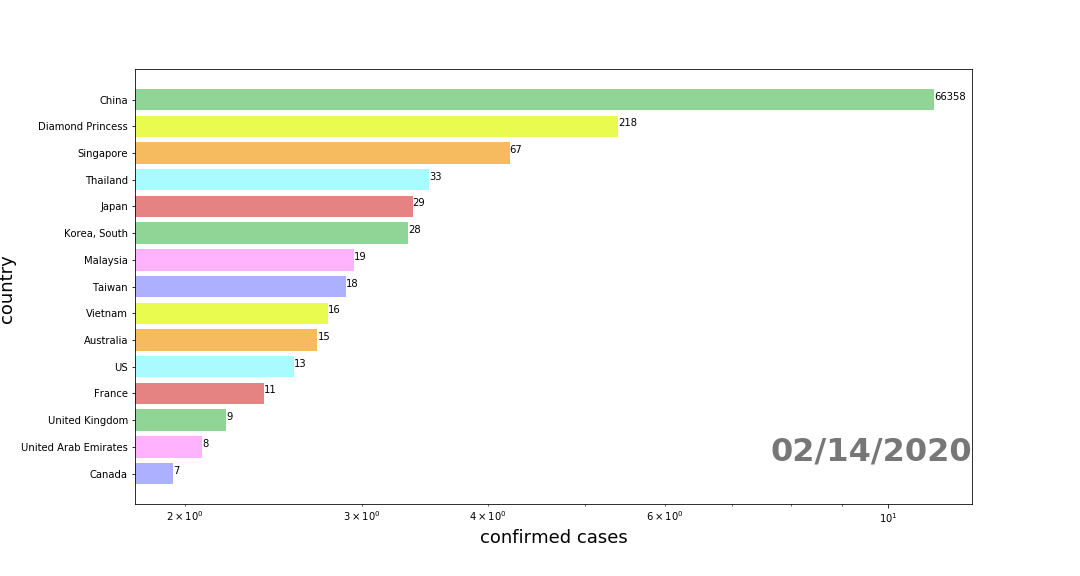 China 66358
Diamond Princess 218
Singapore 67
Thailand 33
Japan 29
Korea, South 28
Malaysia 19
Taiwan 18
Vietnam 16
Australia 15
US 13
France 11
United Kingdom 9
United Arab Emirates 8
Canada 7
country
02/14/2020
2 × 10⁰ 3 × 10⁰ 4 × 10⁰ 6 × 10⁰ 10¹
confirmed cases